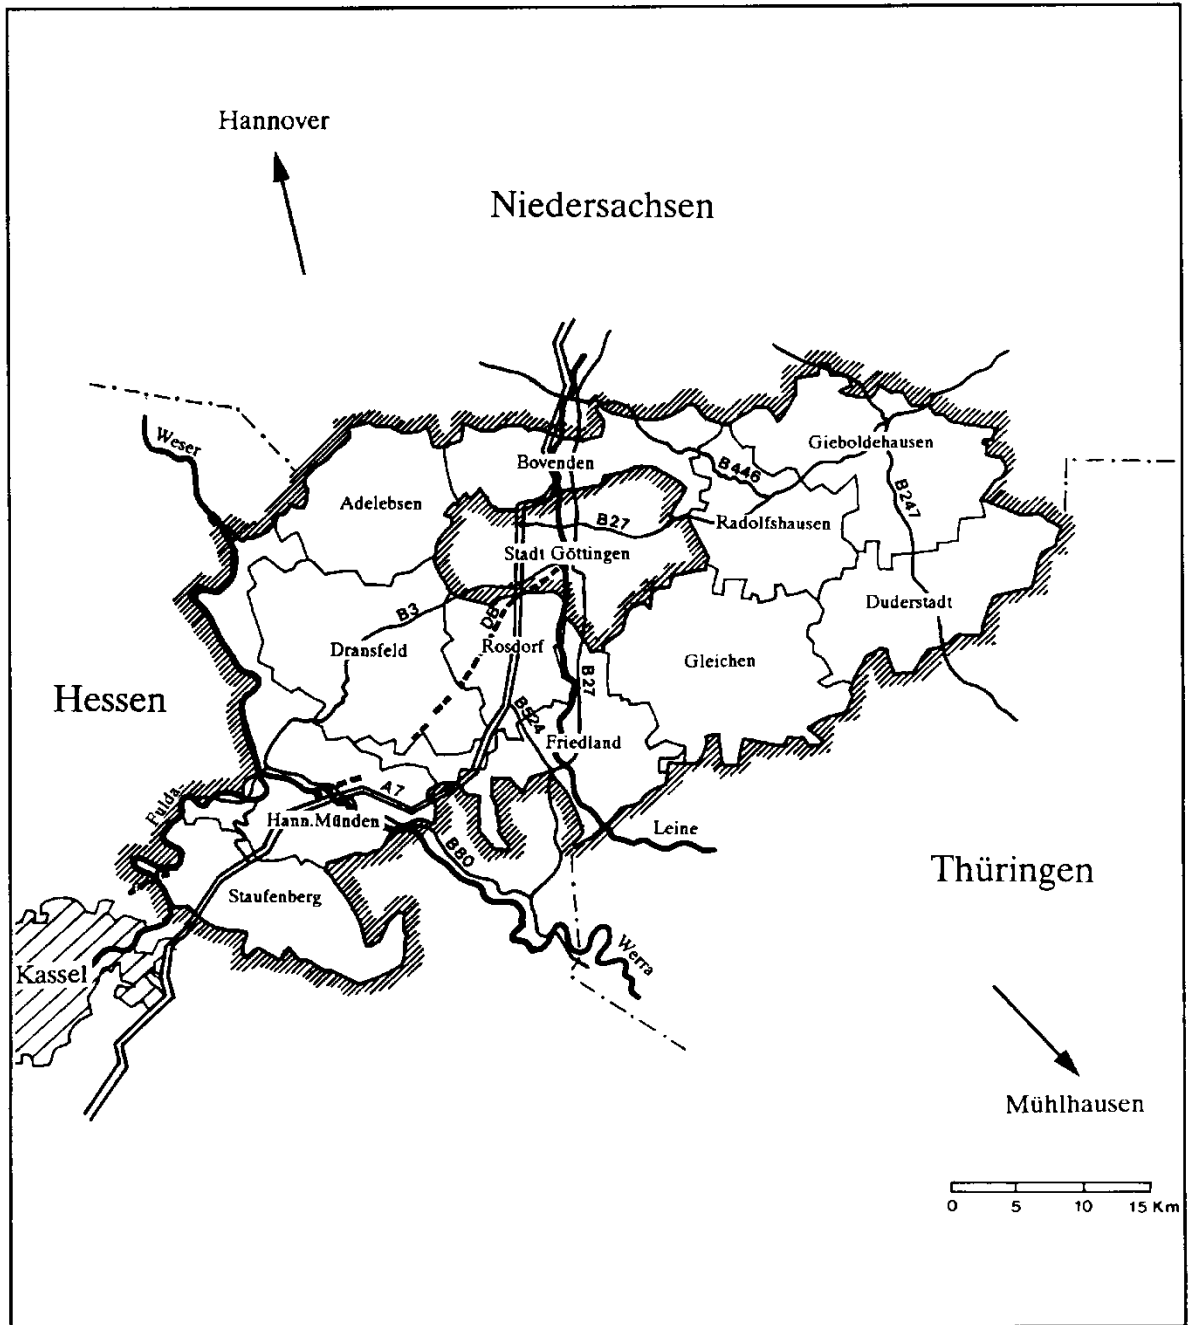 Hannover
Niedersachsen
Weser
Gieboldehausen
Bovenden
B446
Adelebsen
B247
B27
Radolfshausen
Stadt Göttingen
B3
DB
Duderstadt
Dransfeld
Rosdorf
Gleichen
B27
Hessen
B524
Friedland
A7
Fulda
Hann. Münden
Leine
B80
Thüringen
Staufenberg
Werra
Kassel
Mühlhausen
0 5 10 15 Km